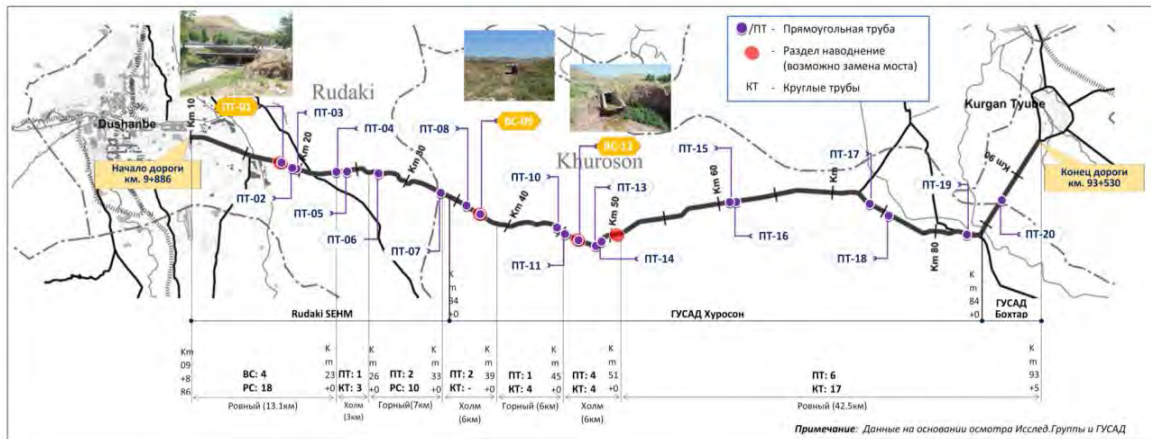 /ПТ - Прямоугольная труба
- Раздел наводнение
(возможно замена моста)
КТ - Круглые трубы
Rudaki
Khuroson
Dushanbe
Kurgan Tyube
Начало дороги
км. 9+886
Конец дороги
км. 93+530
Km 10
Km 20
Km 30
Km 40
Km 50
Km 60
Km
Km 80
Km 90
ПТ-01
ПТ-02
ПТ-03
ПТ-04
ПТ-05
ПТ-06
ПТ-07
ПТ-08
ВС-09
ПТ-10
ПТ-11
ВС-12
ПТ-13
ПТ-14
ПТ-15
ПТ-16
ПТ-17
ПТ-18
ПТ-19
ПТ-20
K
m
34
+0
K
m
84
+0
Rudaki SEHM
ГУСАД Хуросон
ГУСАД
Бохтар
Km
09
+8
86
ВС: 4
РС: 18
K
m
23
+0
ПТ: 1
КТ: 3
K
m
26
+0
ПТ: 2
РС: 10
K
m
33
+0
ПТ: 2
КТ: -
K
m
39
+0
ПТ: 1
КТ: 4
K
m
45
+0
ПТ: 4
КТ: 4
K
m
51
+0
ПТ: 6
КТ: 17
K
m
93
+5
Ровный (13.1км)
Холм
(3км)
Горный(7км)
Холм
(6км)
Горный (6км)
Холм
(6км)
Ровный (42.5км)
Примечание: Данные на основании осмотра Исслед.Группы и ГУСАД